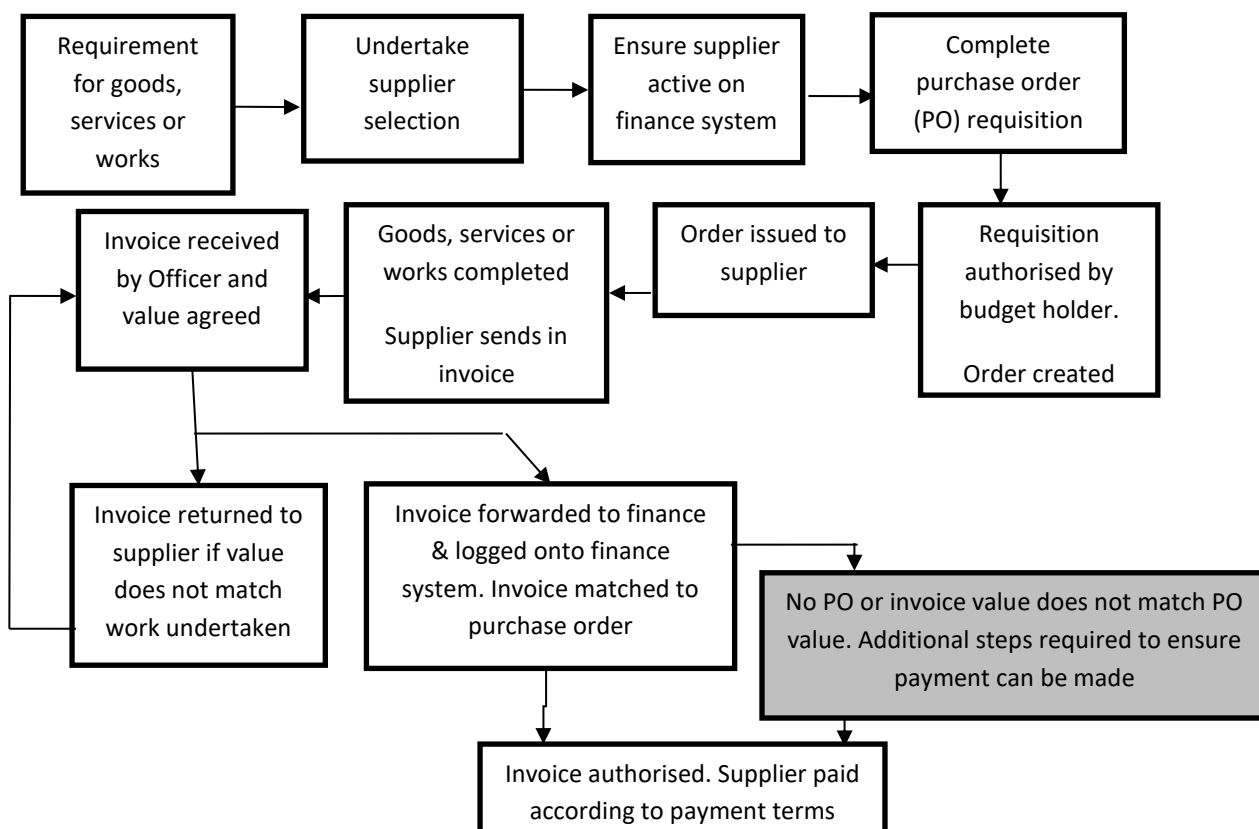 Requirement
for goods,
services or
works
Undertake
supplier
selection
Ensure supplier
active on
finance system
Complete
purchase order
(PO) requisition
Requisition
authorised by
budget holder.
Order created
Order issued to
supplier
Goods, services or
works completed
Supplier sends in
invoice
Invoice received
by Officer and
value agreed
Invoice returned to
supplier if value
does not match
work undertaken
Invoice forwarded to finance
& logged onto finance
system. Invoice matched to
purchase order
No PO or invoice value does not match PO
value. Additional steps required to ensure
payment can be made
Invoice authorised. Supplier paid
according to payment terms